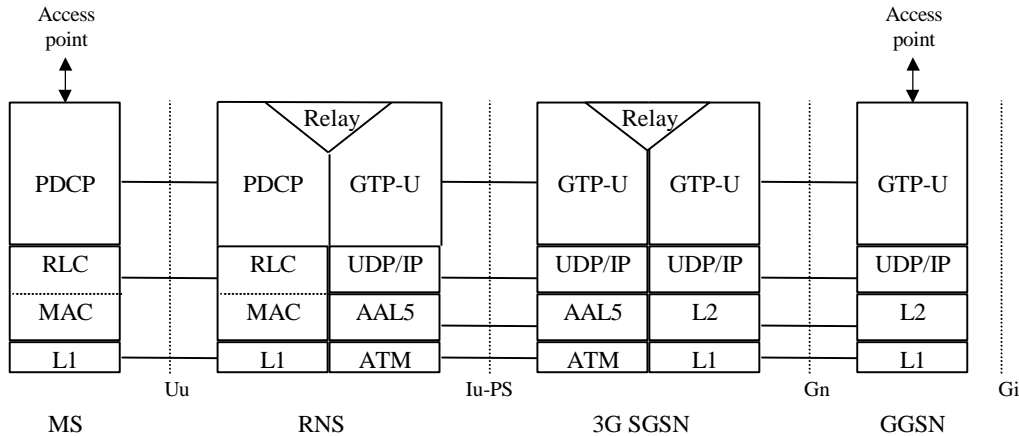 Access
point
Access
point
Relay
Relay
PDCP
PDCP
GTP-U
GTP-U
GTP-U
GTP-U
RLC
RLC
UDP/IP
UDP/IP
UDP/IP
UDP/IP
MAC
MAC
AAL5
AAL5
L2
L2
L1
L1
ATM
ATM
L1
L1
Uu
Iu-PS
Gn
Gi
MS
RNS
3G SGSN
GGSN